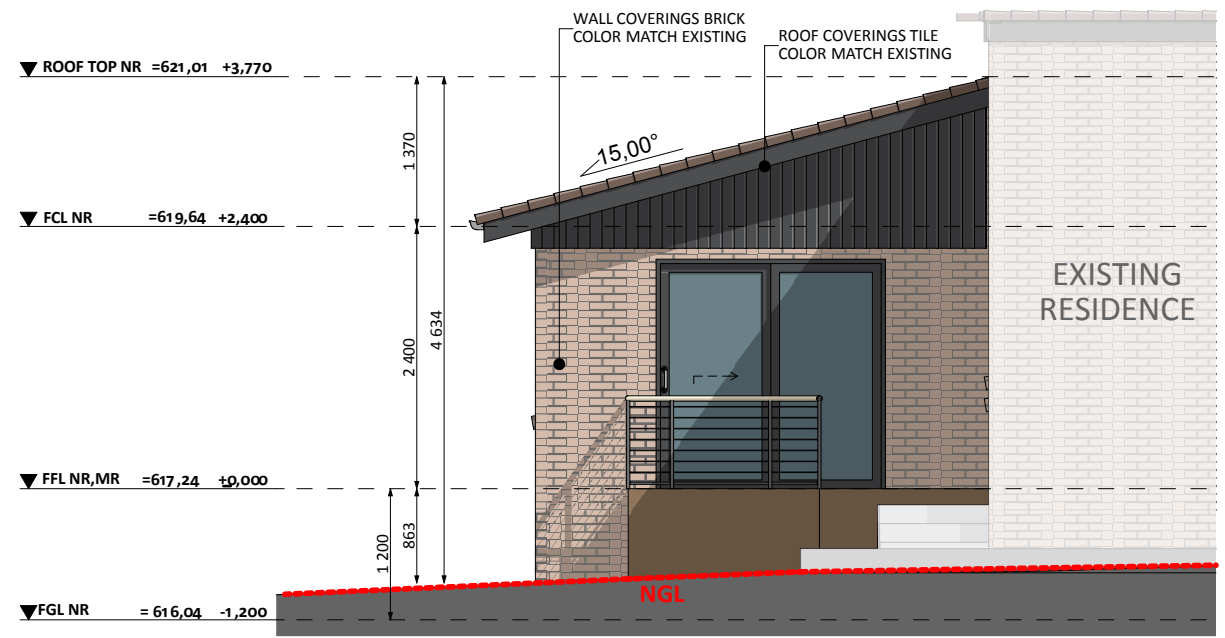 WALL COVERINGS BRICK
COLOR MATCH EXISTING
ROOF COVERINGS TILE
COLOR MATCH EXISTING
ROOF TOP NR =621,01 +3,770
1 370
15,00°
FCL NR =619,64 +2,400
EXISTING
RESIDENCE
2 400
4 634
FFL NR,MR =617,24 +0,000
863
1 200
NGL
FGL NR = 616,04 -1,200